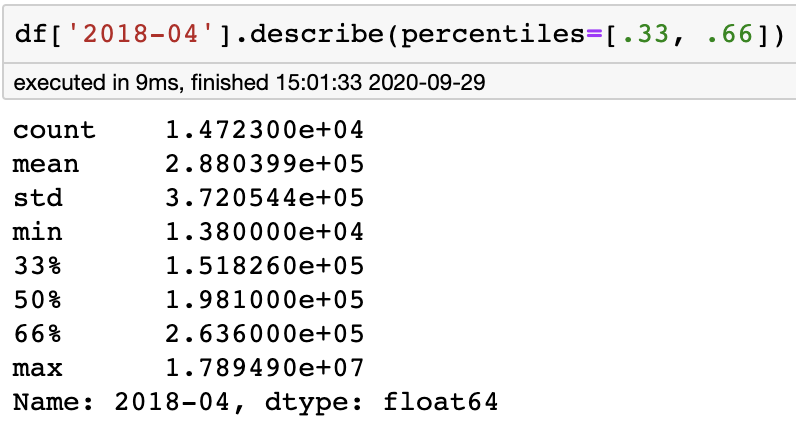 df['2018-04'].describe(percentiles=[.33, .66])
executed in 9ms, finished 15:01:33 2020-09-29
count 1.472300e+04
mean 2.880399e+05
std 3.720544e+05
min 1.380000e+04
33% 1.518260e+05
50% 1.981000e+05
66% 2.636000e+05
max 1.789490e+07
Name: 2018-04, dtype: float64